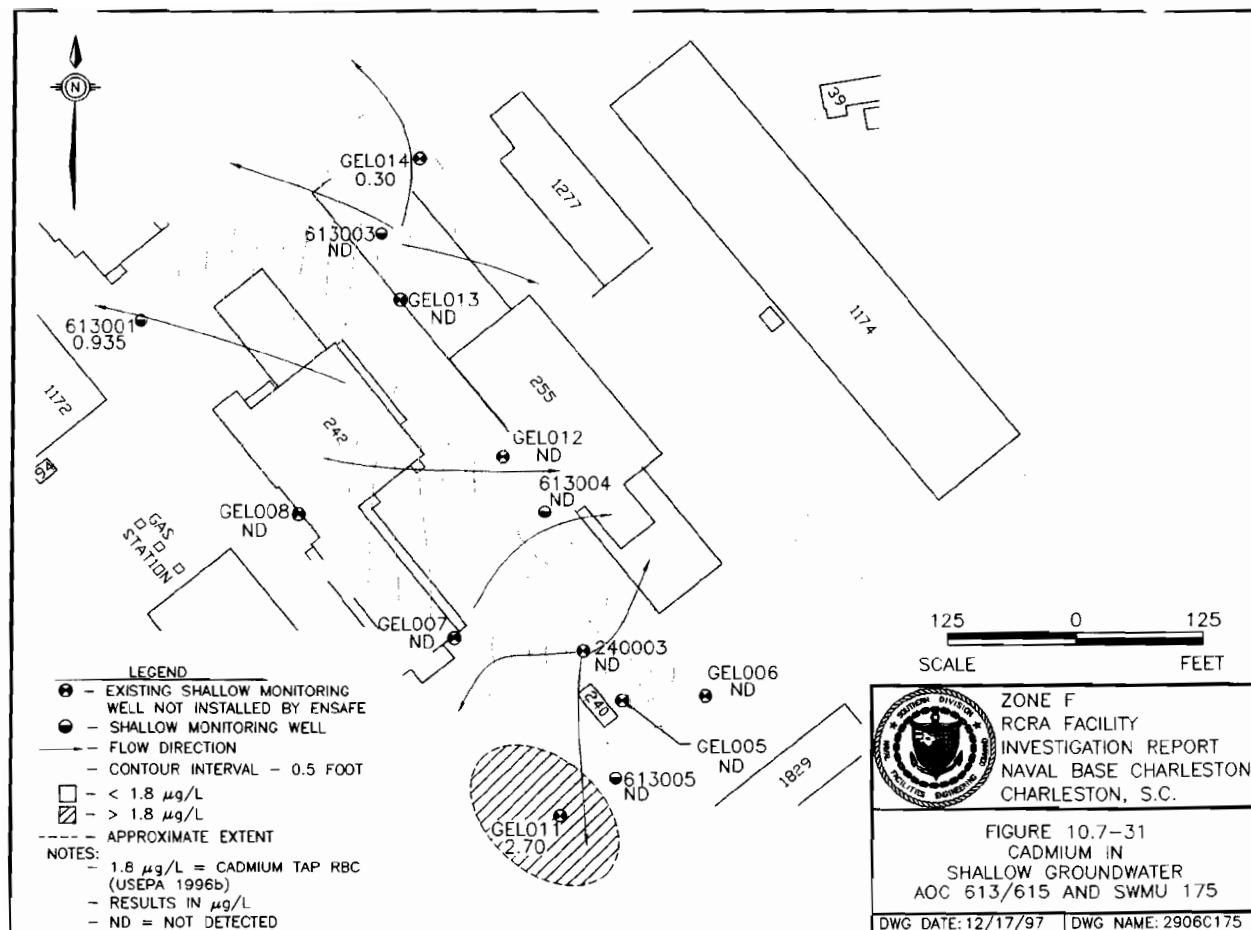 N
39
GEL014
0.30
1277
613003
ND
GEL013
ND
613001
0.935
1174
1172
255
242
94
GEL012
ND
613004
ND
GEL008
ND
GAS
STATION
GEL007
ND
240003
ND
GEL006
ND
240
GEL005
ND
1829
613005
ND
GEL011
2.70
125 0 125
SCALE FEET
LEGEND
- EXISTING SHALLOW MONITORING
WELL NOT INSTALLED BY ENSAFE
- SHALLOW MONITORING WELL
- FLOW DIRECTION
- CONTOUR INTERVAL - 0.5 FOOT
- < 1.8 µg/L
- > 1.8 µg/L
- APPROXIMATE EXTENT
NOTES:
- 1.8 µg/L = CADMIUM TAP RBC
(USEPA 1996b)
- RESULTS IN µg/L
- ND = NOT DETECTED
SOUTHERN DIVISION
NAVAL FACILITIES ENGINEERING COMMAND
ZONE F
RCRA FACILITY
INVESTIGATION REPORT
NAVAL BASE CHARLESTON
CHARLESTON, S.C.
FIGURE 10.7-31
CADMIUM IN
SHALLOW GROUNDWATER
AOC 613/615 AND SWMU 175
DWG DATE: 12/17/97 DWG NAME: 2906C175